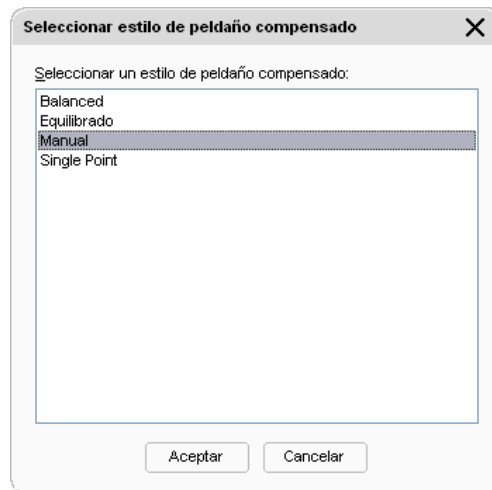 Seleccionar estilo de peldaño compensado
Seleccionar un estilo de peldaño compensado:
Balanced
Equilibrado
Manual
Single Point
Aceptar
Cancelar